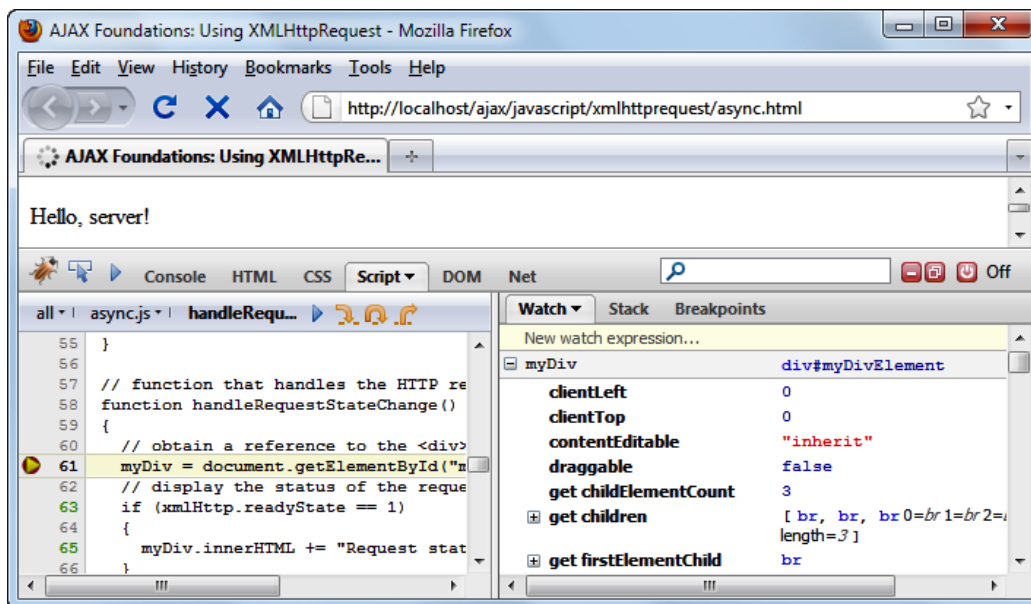 AJAX Foundations: Using XMLHttpRequest - Mozilla Firefox
File Edit View History Bookmarks Tools Help
http://localhost/ajax/javascript/xmlhttprequest/async.html
AJAX Foundations: Using XMLHttpRe...
Hello, server!
Console HTML CSS Script DOM Net Off
all async.js handleRequ...
55 }
56
57 // function that handles the HTTP re
58 function handleRequestStateChange()
59 {
60 // obtain a reference to the <div>
61 myDiv = document.getElementById("m
62 // display the status of the reque
63 if (xmlHttp.readyState == 1)
64 {
65 myDiv.innerHTML += "Request stat
66 }
Watch Stack Breakpoints
New watch expression...
myDiv div#myDivElement
clientLeft 0
clientTop 0
contentEditable "inherit"
draggable false
get childElementCount 3
get children [ br, br, br 0=br 1=br 2=
length=3 ]
get firstElementChild br